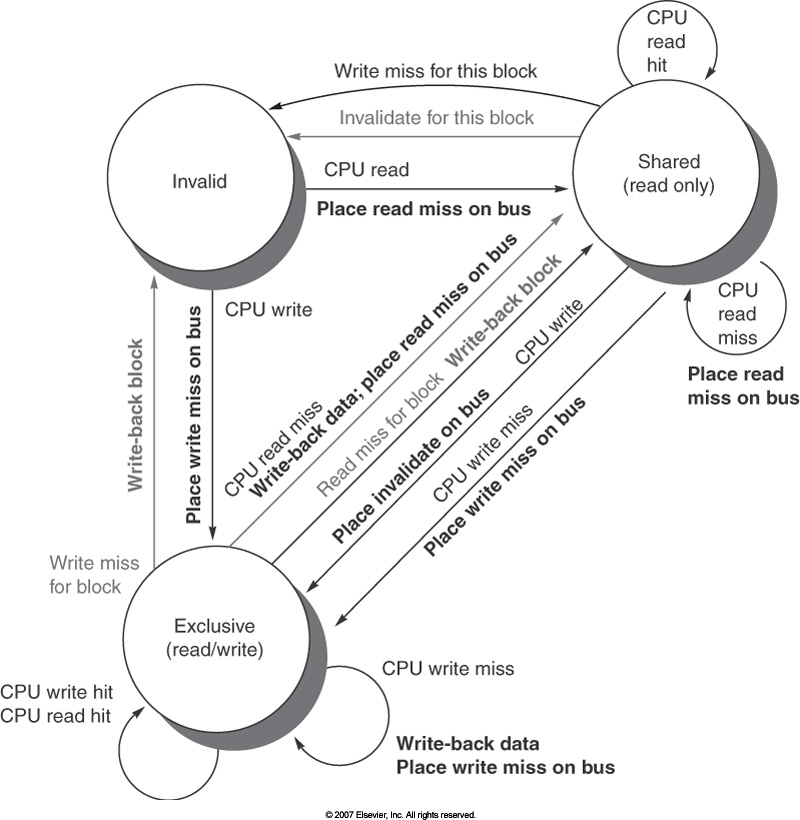 CPU
read
hit
Write miss for this block
Invalidate for this block
Invalid
CPU read
Place read miss on bus
Shared
(read only)
CPU
read
miss
Place read
miss on bus
CPU write
Place write miss on bus
Write-back block
Write miss
for block
CPU read miss
Write-back data; place read miss on bus
Read miss for block Write-back block
CPU write
Place invalidate on bus
CPU write miss
Place write miss on bus
Exclusive
(read/write)
CPU write hit
CPU read hit
CPU write miss
Write-back data
Place write miss on bus
© 2007 Elsevier, Inc. All rights reserved.